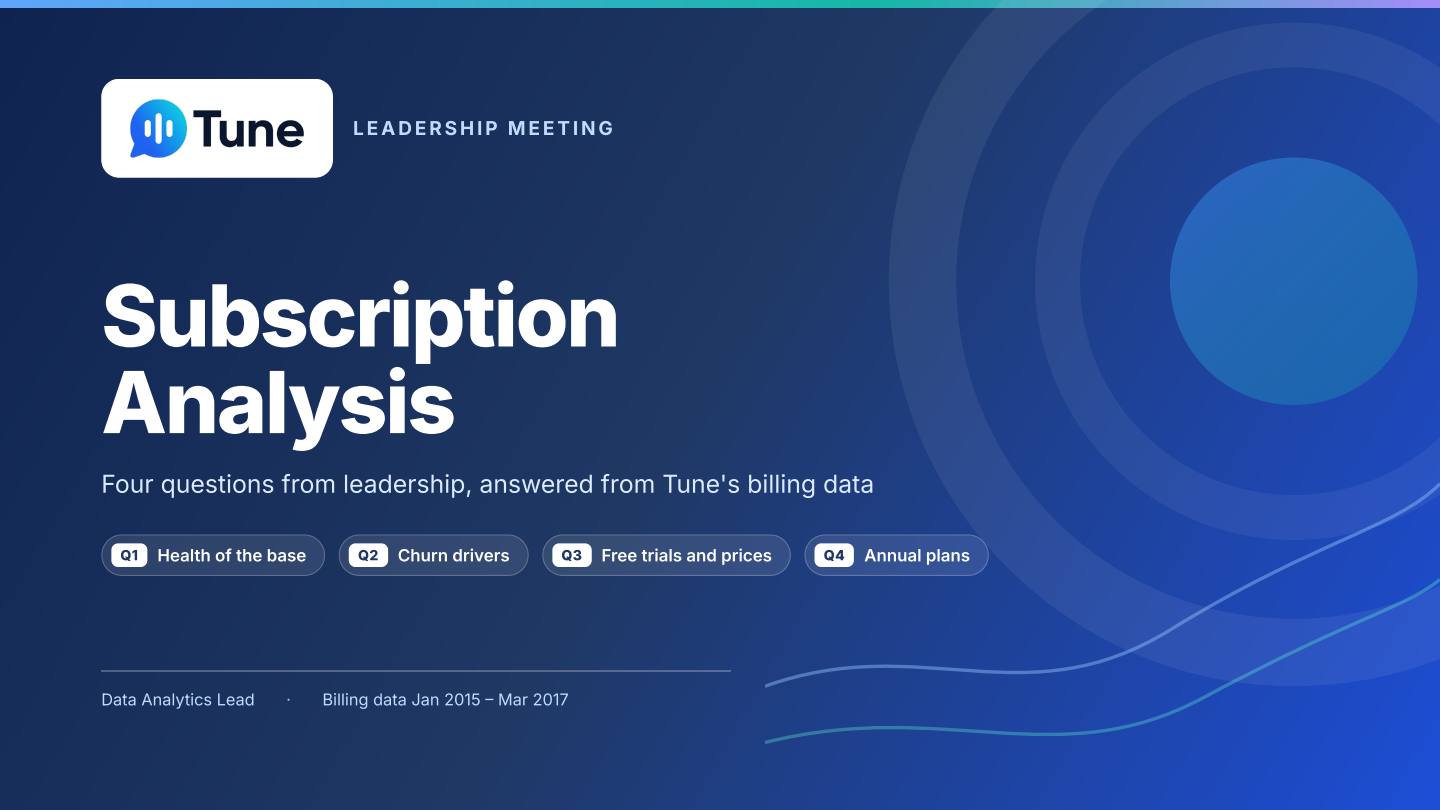 Tune
LEADERSHIP MEETING
Subscription
Analysis
Four questions from leadership, answered from Tune's billing data
Q1 Health of the base
Q2 Churn drivers
Q3 Free trials and prices
Q4 Annual plans
Data Analytics Lead · Billing data Jan 2015 – Mar 2017